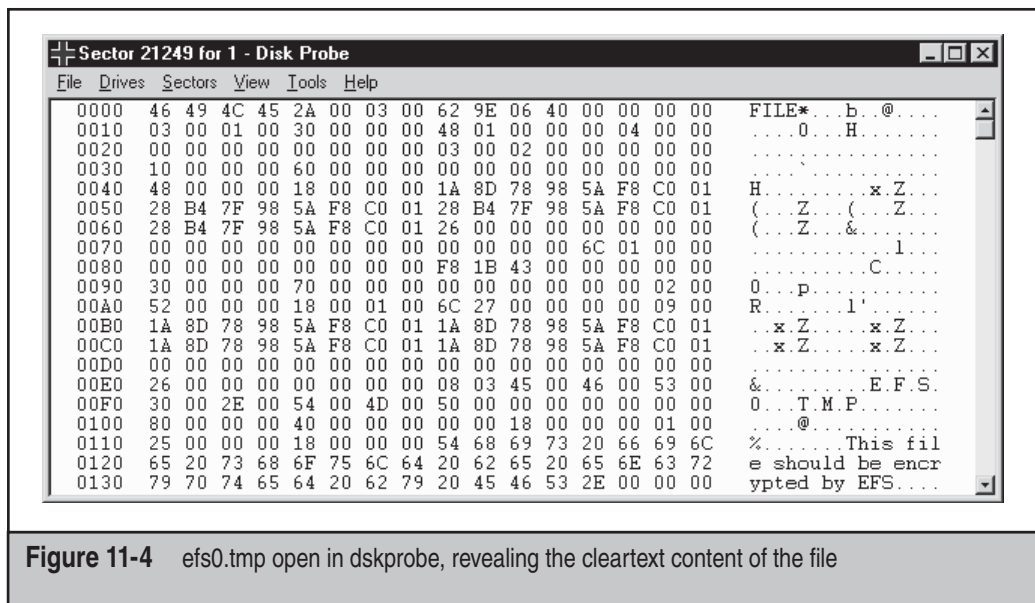 Sector 21249 for 1 - Disk Probe
File Drives Sectors View Tools Help
0000 46 49 4C 45 2A 00 03 00 62 9E 06 40 00 00 00 00 FILE*...b..@....
0010 03 00 01 00 30 00 00 00 48 01 00 00 00 04 00 00 ....0...H.......
0020 00 00 00 00 00 00 00 00 03 00 02 00 00 00 00 00 ................
0030 10 00 00 00 60 00 00 00 00 00 00 00 00 00 00 00 ....`...........
0040 48 00 00 00 18 00 00 00 1A 8D 78 98 5A F8 C0 01 H.........x.Z...
0050 28 B4 7F 98 5A F8 C0 01 28 B4 7F 98 5A F8 C0 01 (...Z...(...Z...
0060 28 B4 7F 98 5A F8 C0 01 26 00 00 00 00 00 00 00 (...Z...&.......
0070 00 00 00 00 00 00 00 00 00 00 00 00 6C 01 00 00 ............l...
0080 00 00 00 00 00 00 00 00 F8 1B 43 00 00 00 00 00 ..........C.....
0090 30 00 00 00 70 00 00 00 00 00 00 00 00 00 02 00 0...p...........
00A0 52 00 00 00 18 00 01 00 6C 27 00 00 00 00 09 00 R.......l'......
00B0 1A 8D 78 98 5A F8 C0 01 1A 8D 78 98 5A F8 C0 01 ..x.Z.....x.Z...
00C0 1A 8D 78 98 5A F8 C0 01 1A 8D 78 98 5A F8 C0 01 ..x.Z.....x.Z...
00D0 00 00 00 00 00 00 00 00 00 00 00 00 00 00 00 00 ................
00E0 26 00 00 00 00 00 00 00 08 03 45 00 46 00 53 00 &.........E.F.S.
00F0 30 00 2E 00 54 00 4D 00 50 00 00 00 00 00 00 00 0...T.M.P.......
0100 80 00 00 00 40 00 00 00 00 00 18 00 00 00 01 00 ....@...........
0110 25 00 00 00 18 00 00 00 54 68 69 73 20 66 69 6C %.......This fil
0120 65 20 73 68 6F 75 6C 64 20 62 65 20 65 6E 63 72 e should be encr
0130 79 70 74 65 64 20 62 79 20 45 46 53 2E 00 00 00 ypted by EFS....
Figure 11-4 efs0.tmp open in dskprobe, revealing the cleartext content of the file